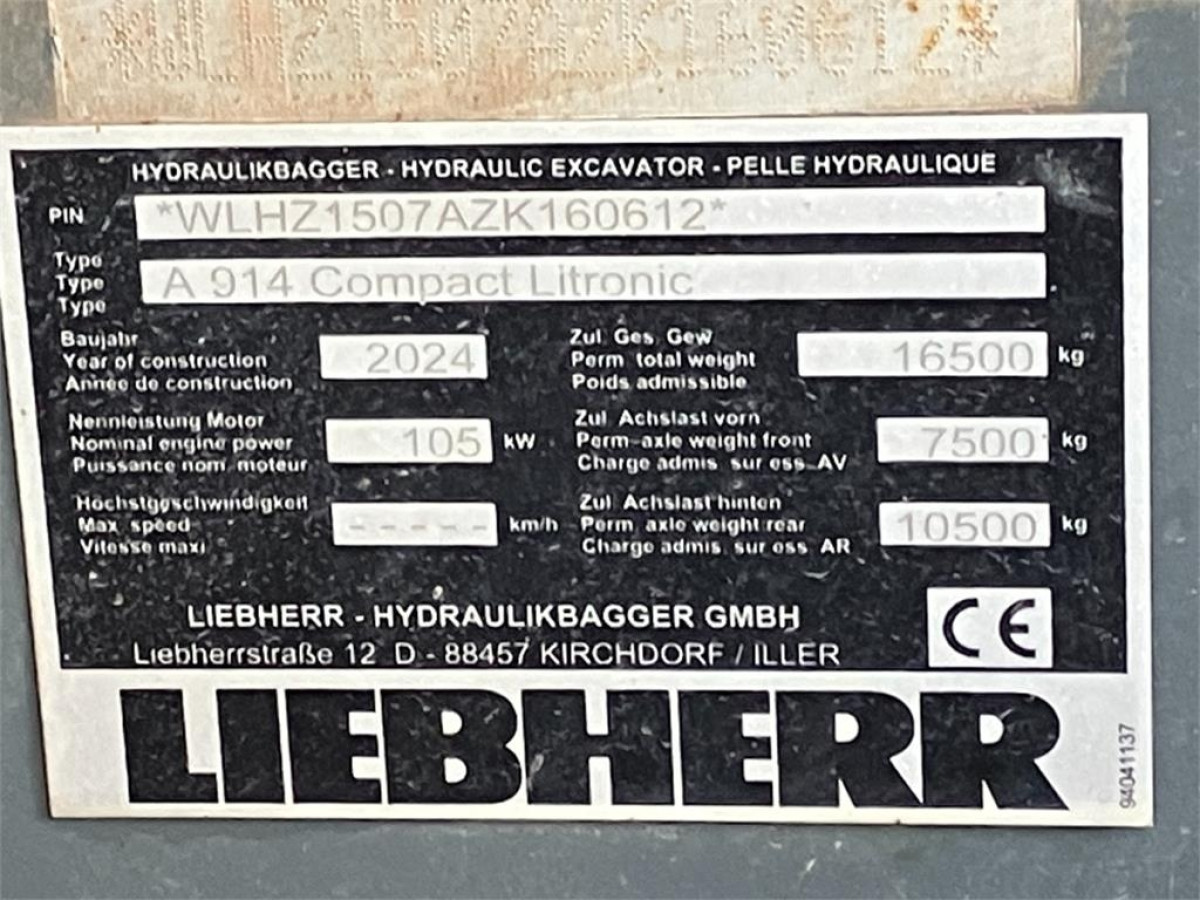 *WLHZ1507AZK160612*
HYDRAULIKBAGGER - HYDRAULIC EXCAVATOR - PELLE HYDRAULIQUE
PIN *WLHZ1507AZK160612*
Type
Type A 914 Compact Litronic
Type
Baujahr
Year of construction 2024
Année de construction
Zul Ges Gew
Perm total weight 16500 kg
Poids admissible
Nennleistung Motor
Nominal engine power 105 kW
Puissance nom moteur
Zul Achslast vorn
Perm axle weight front 7500 kg
Charge admis sur ess AV
Höchstgeschwindigkeit
Max speed - - - - - km/h
Vitesse maxi
Zul Achslast hinten
Perm axle weight rear 10500 kg
Charge admis sur ess AR
LIEBHERR - HYDRAULIKBAGGER GMBH
Liebherrstraße 12 D - 88457 KIRCHDORF / ILLER
CE
LIEBHERR
94041137